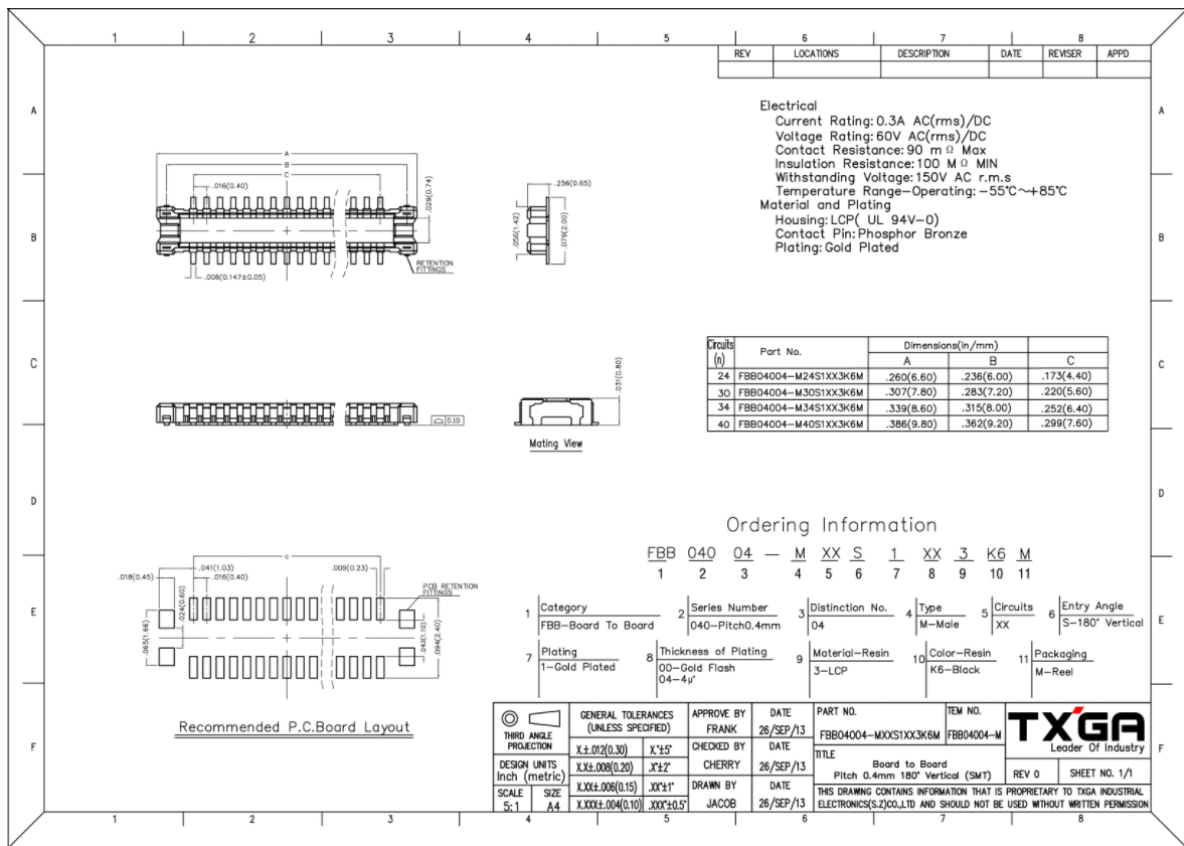 1 2 3 4 5 6 7 8
REV LOCATIONS DESCRIPTION DATE REVISER APPD
A A
Electrical
Current Rating: 0.3A AC(rms)/DC
Voltage Rating: 60V AC(rms)/DC
Contact Resistance: 90 m Ω Max
Insulation Resistance: 100 M Ω MIN
Withstanding Voltage: 150V AC r.m.s
Temperature Range-Operating: -55℃~+85℃
Material and Plating
Housing: LCP( UL 94V-0)
Contact Pin: Phosphor Bronze
Plating: Gold Plated
A
B
C
.016(0.40)
.029(0.74)
.256(0.65)
.056(1.42)
.079(2.00)
B B
RETENTION
FITTINGS
.006(0.147±0.05)
C C
Circuits
(n) Part No. Dimensions(in/mm)
A B C
24 FBB04004-M24S1XX3K6M .260(6.60) .236(6.00) .173(4.40)
30 FBB04004-M30S1XX3K6M .307(7.80) .283(7.20) .220(5.60)
34 FBB04004-M34S1XX3K6M .339(8.60) .315(8.00) .252(6.40)
40 FBB04004-M40S1XX3K6M .386(9.80) .362(9.20) .299(7.60)
.031(0.80)
0.10
Mating View
D D
Ordering Information
FBB 040 04 - M XX S 1 XX 3 K6 M
1 2 3 4 5 6 7 8 9 10 11
C
.041(1.03)
.018(0.45)
.016(0.40)
.009(0.23)
.024(0.60)
PCB RETENTION
FITTINGS
.065(1.66)
.043(1.10)
.094(2.40)
E E
1 Category
FBB-Board To Board
2 Series Number
040-Pitch0.4mm
3 Distinction No.
04
4 Type
M-Male
5 Circuits
XX
6 Entry Angle
S-180° Vertical
7 Plating
1-Gold Plated
8 Thickness of Plating
00-Gold Flash
04-4μ"
9 Material-Resin
3-LCP
10 Color-Resin
K6-Black
11 Packaging
M-Reel
Recommended P.C.Board Layout
F F
THIRD ANGLE
PROJECTION
DESIGN UNITS
Inch (metric)
SCALE SIZE
5:1 A4
GENERAL TOLERANCES
(UNLESS SPECIFIED)
X.±.012(0.30) X.°±5°
X.X±.008(0.20) .X°±2°
X.XX±.006(0.15) .XX°±1°
X.XXX±.004(0.10) .XXX°±0.5°
APPROVE BY DATE
FRANK 26/SEP/13
CHECKED BY DATE
CHERRY 26/SEP/13
DRAWN BY DATE
JACOB 26/SEP/13
PART NO. TEM NO.
FBB04004-MXXS1XX3K6M FBB04004-M
TITLE
Board to Board
Pitch 0.4mm 180° Vertical (SMT)
TXGA
Leader Of Industry
REV 0 SHEET NO. 1/1
THIS DRAWING CONTAINS INFORMATION THAT IS PROPRIETARY TO TXGA INDUSTRIAL
ELECTRONICS(S.Z)CO.,LTD AND SHOULD NOT BE USED WITHOUT WRITTEN PERMISSION
1 2 3 4 5 6 7 8